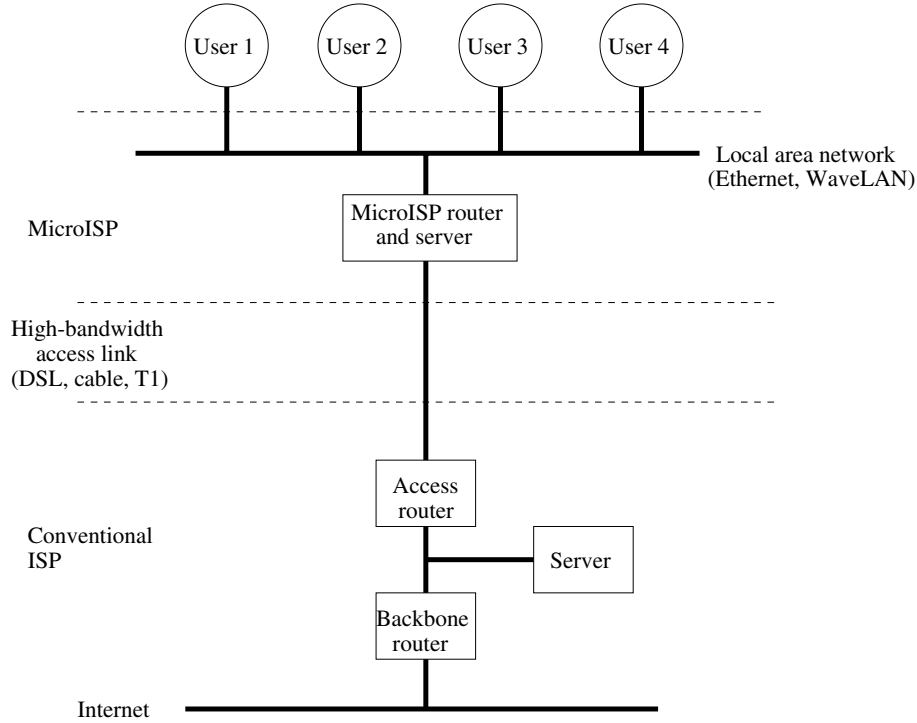 User 1
User 2
User 3
User 4
Local area network
(Ethernet, WaveLAN)
MicroISP router
and server
MicroISP
High-bandwidth
access link
(DSL, cable, T1)
Access
router
Conventional
ISP
Server
Backbone
router
Internet